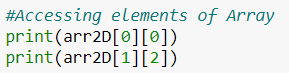 #Accessing elements of Array
print(arr2D[0][0])
print(arr2D[1][2])